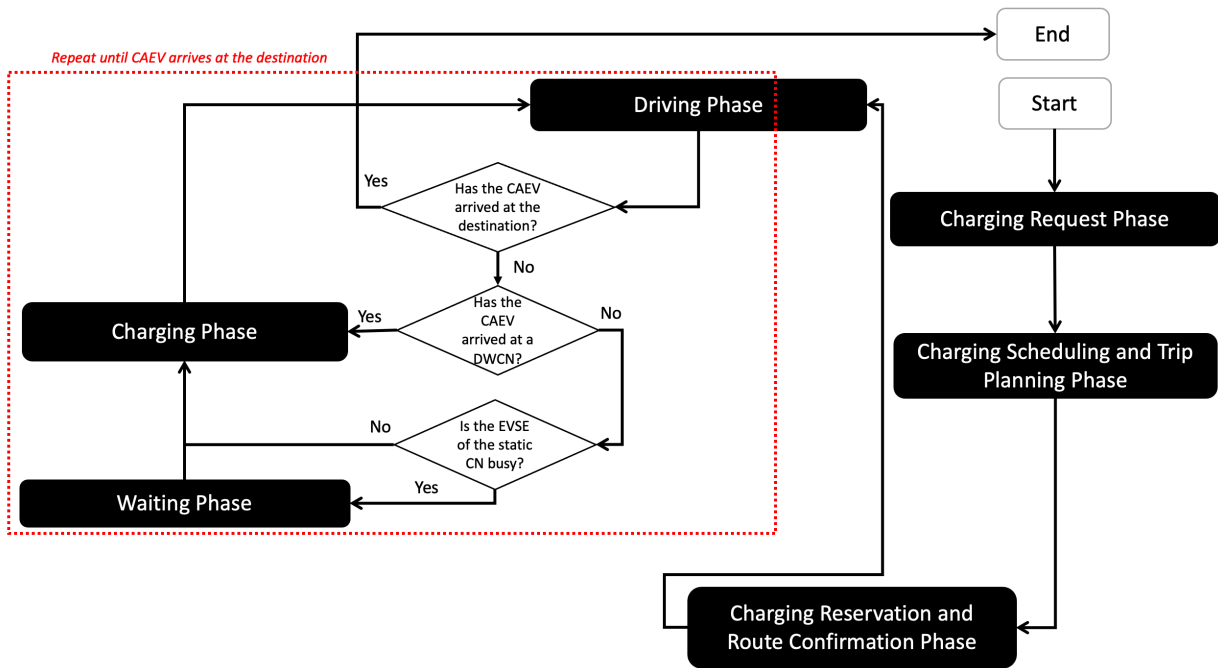 End
Repeat until CAEV arrives at the destination
Driving Phase
Start
Yes
Has the CAEV
arrived at the
destination?
Charging Request Phase
No
Charging Phase
Yes
Has the
CAEV
arrived at a
DWCN?
No
Charging Scheduling and Trip
Planning Phase
No
Is the EVSE
of the static
CN busy?
Waiting Phase
Yes
Charging Reservation and
Route Confirmation Phase